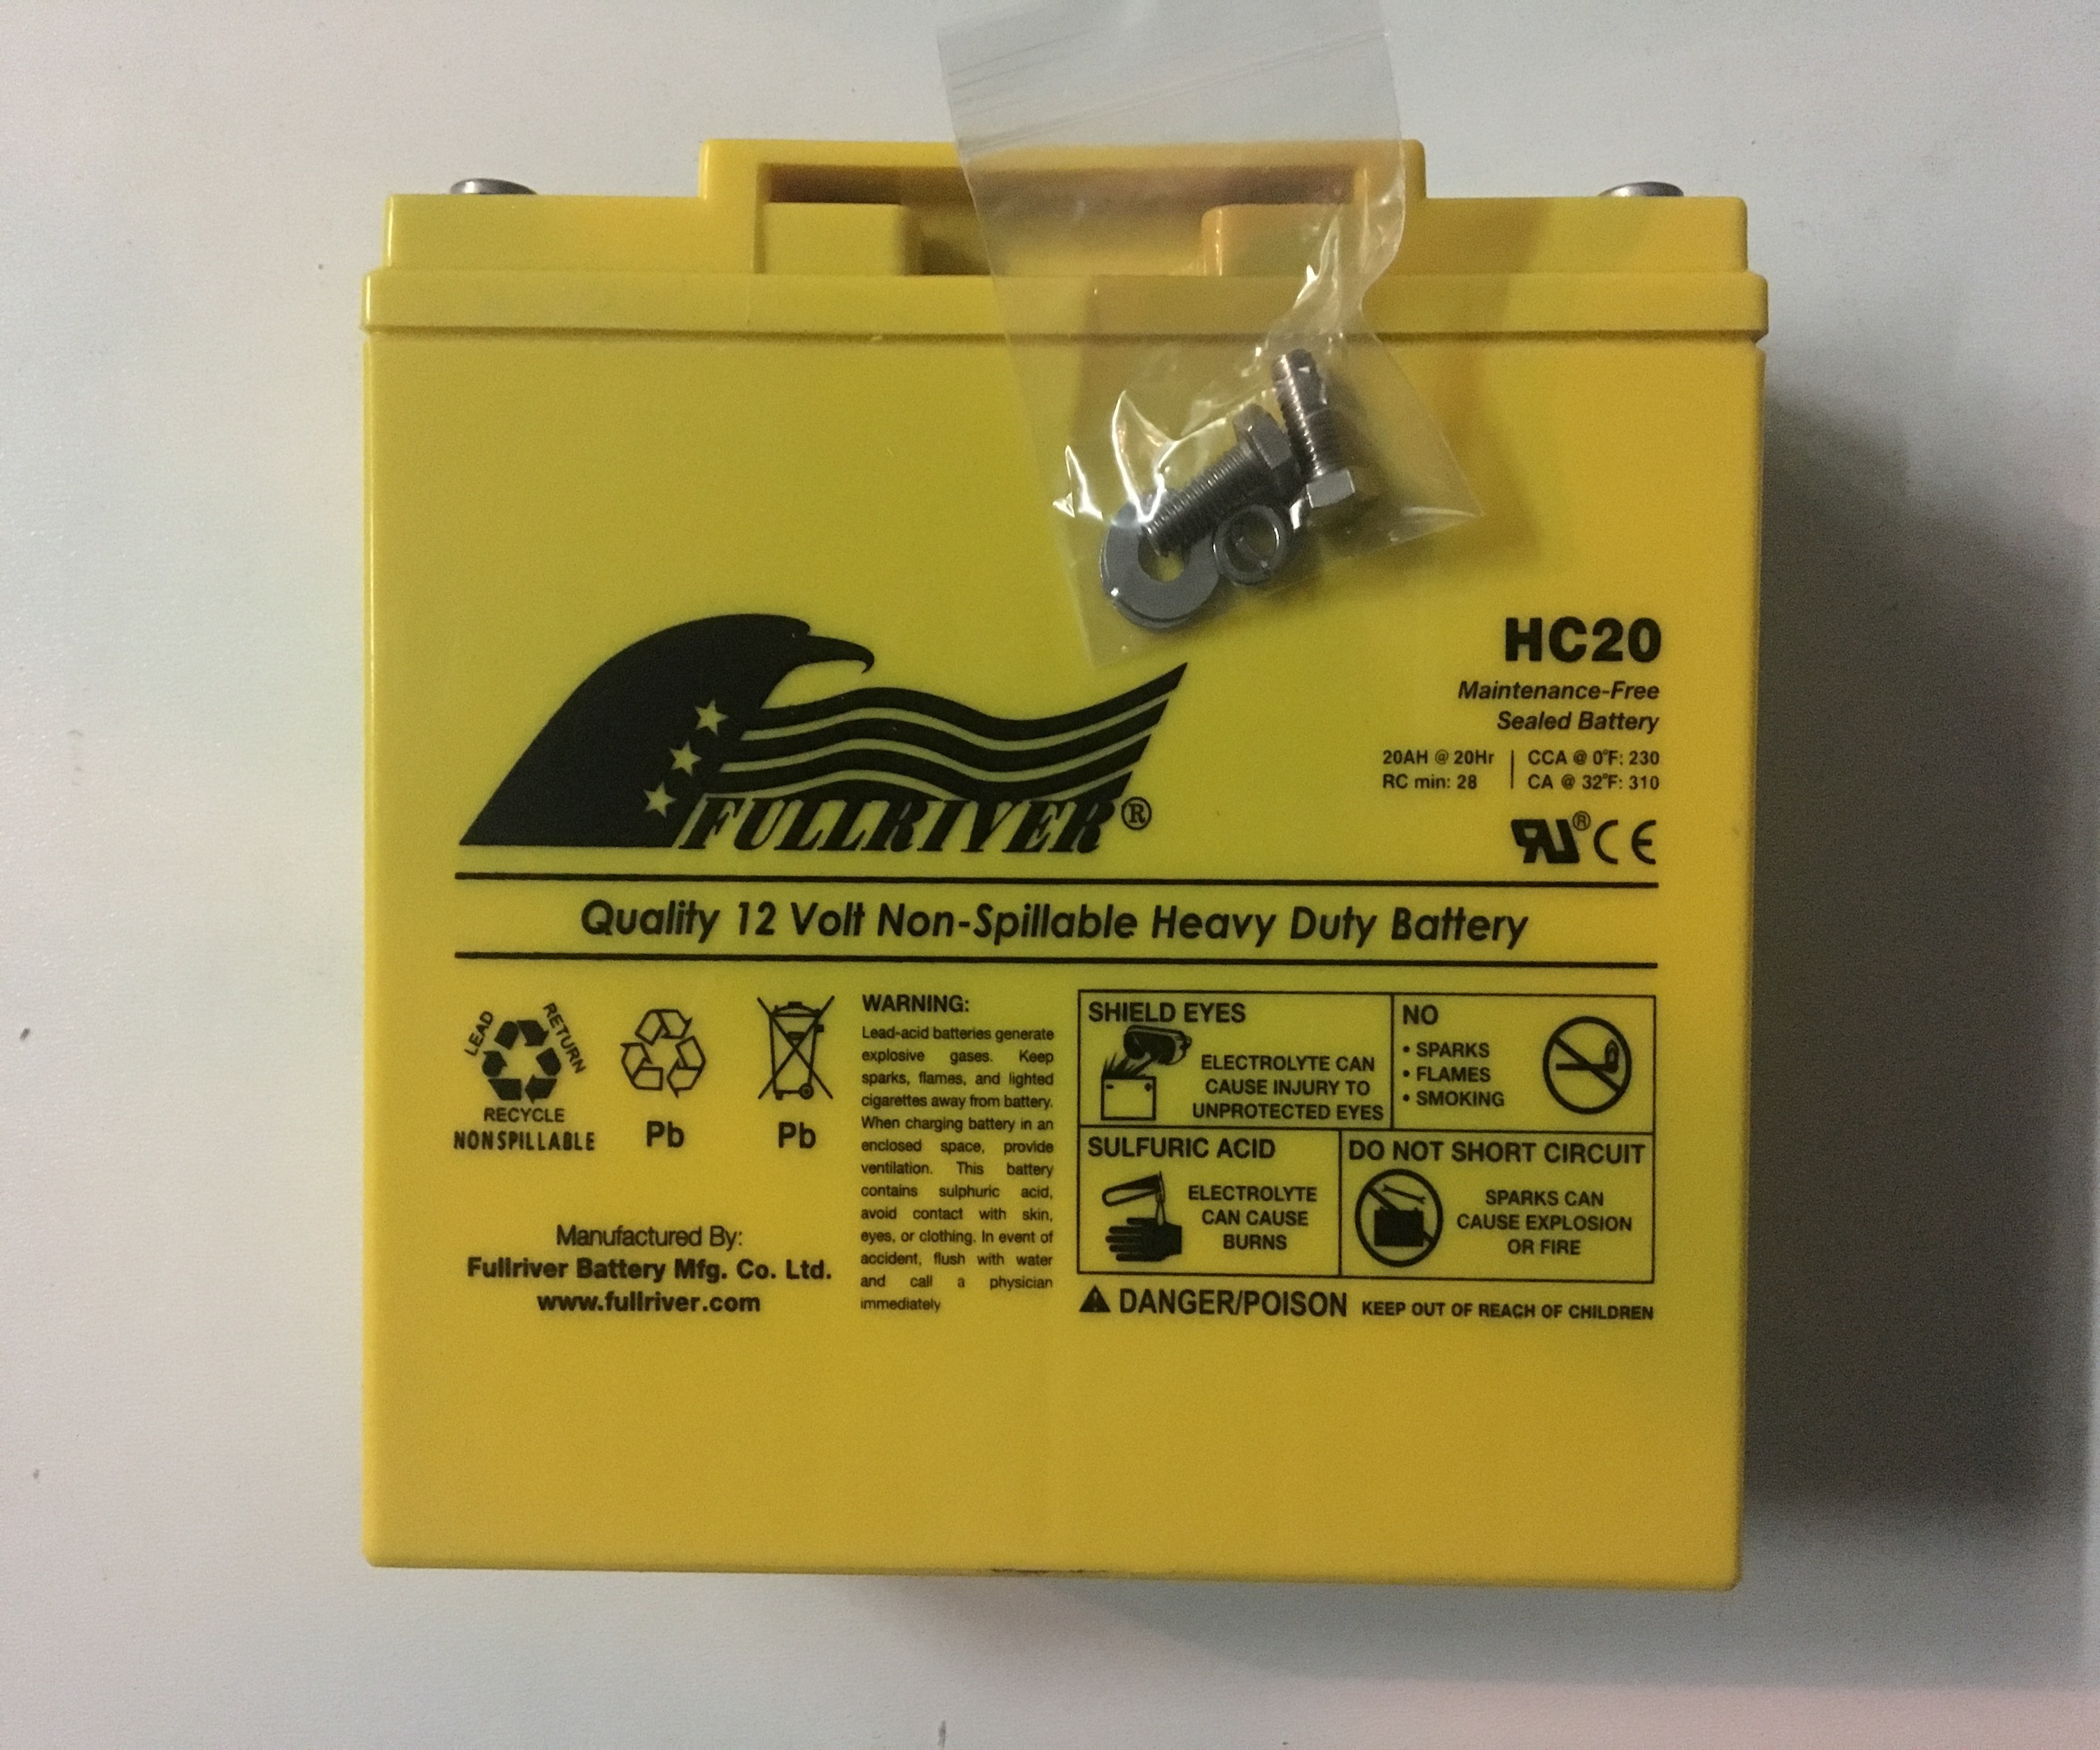 HC20
Maintenance-Free
Sealed Battery
20AH @ 20Hr | CCA @ 0°F: 230
RC min: 28 | CA @ 32°F: 310
FULLRIVER®
RU® CE
Quality 12 Volt Non-Spillable Heavy Duty Battery
LEAD
RETURN
RECYCLE
NONSPILLABLE
Pb
Pb
Manufactured By:
Fullriver Battery Mfg. Co. Ltd.
www.fullriver.com
WARNING:
Lead-acid batteries generate
explosive gases. Keep
sparks, flames, and lighted
cigarettes away from battery.
When charging battery in an
enclosed space, provide
ventilation. This battery
contains sulphuric acid,
avoid contact with skin,
eyes, or clothing. In event of
accident, flush with water
and call a physician
immediately
SHIELD EYES
ELECTROLYTE CAN
CAUSE INJURY TO
UNPROTECTED EYES
NO
• SPARKS
• FLAMES
• SMOKING
SULFURIC ACID
ELECTROLYTE
CAN CAUSE
BURNS
DO NOT SHORT CIRCUIT
SPARKS CAN
CAUSE EXPLOSION
OR FIRE
DANGER/POISON KEEP OUT OF REACH OF CHILDREN